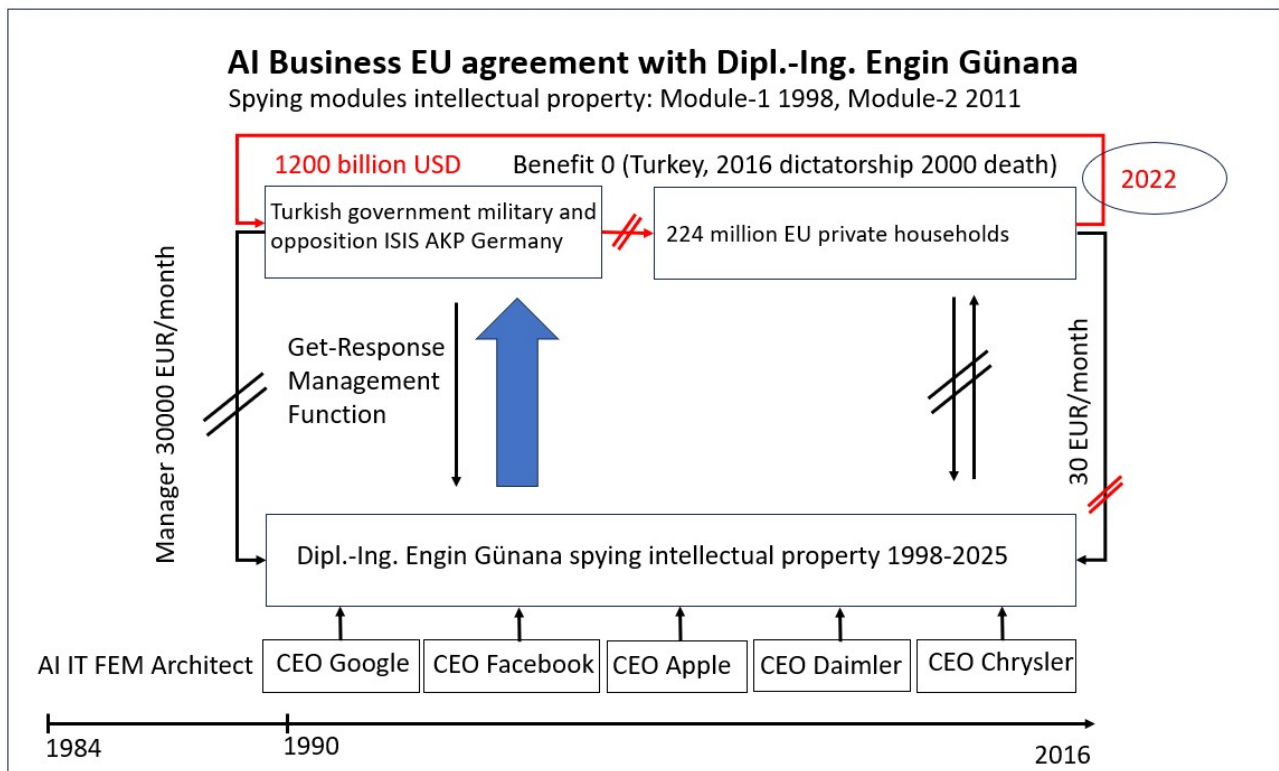 AI Business EU agreement with Dipl.-Ing. Engin Günana
Spying modules intellectual property: Module-1 1998, Module-2 2011
1200 billion USD
Benefit 0 (Turkey, 2016 dictatorship 2000 death)
2022
Turkish government military and
opposition ISIS AKP Germany
224 million EU private households
Manager 30000 EUR/month
Get-Response
Management
Function
30 EUR/month
Dipl.-Ing. Engin Günana spying intellectual property 1998-2025
AI IT FEM Architect
CEO Google
CEO Facebook
CEO Apple
CEO Daimler
CEO Chrysler
1984
1990
2016